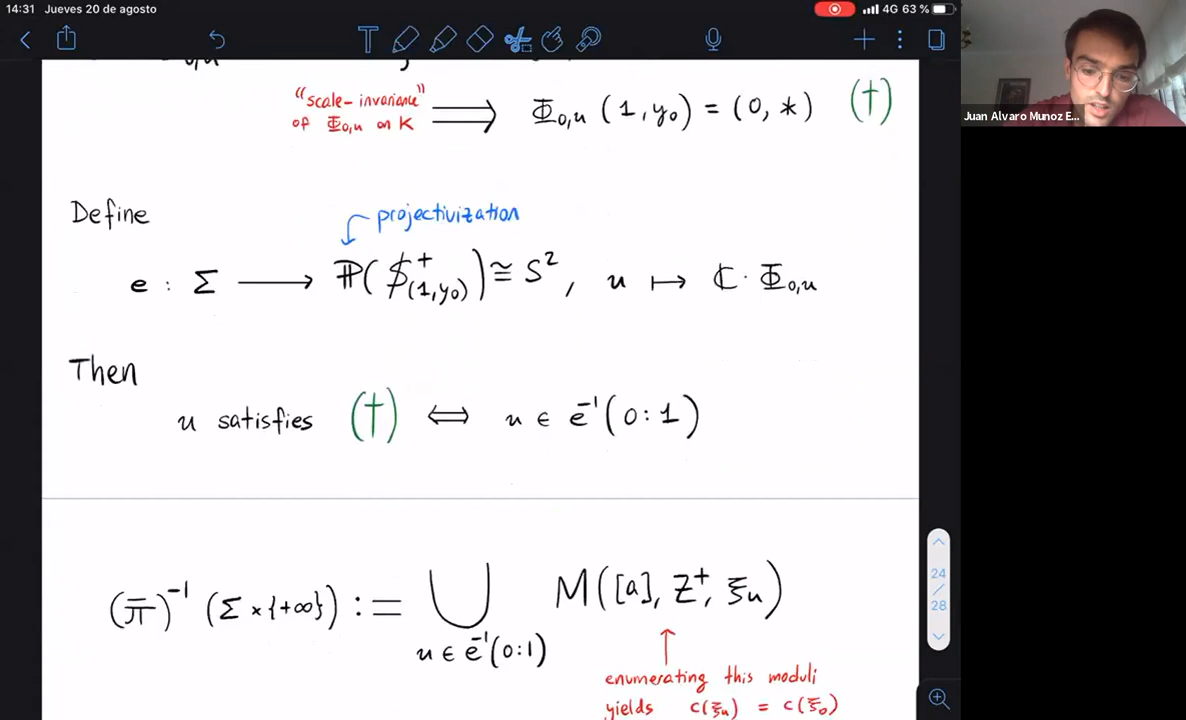 14:31 Jueves 20 de agosto
4G 63 %
Juan Alvaro Munoz E...
"scale-invariance"
of Φ₀,ᵤ on K ⟹ Φ₀,ᵤ (1, y₀) = (0, *) (†)
Define
projectivization
e : Σ ⟶ ℙ($⁺₍₁,y₀₎) ≅ S², u ↦ ℂ · Φ₀,ᵤ
Then
u satisfies (†) ⟺ u ∈ e⁻¹(0:1)
(π̄)⁻¹ (Σ × {+∞}) := ⋃ M([a], Z⁺, ξᵤ)
u ∈ e⁻¹(0:1)
↑
enumerating this moduli
yields c(ξᵤ) = c(ξ₀)
24
/
28